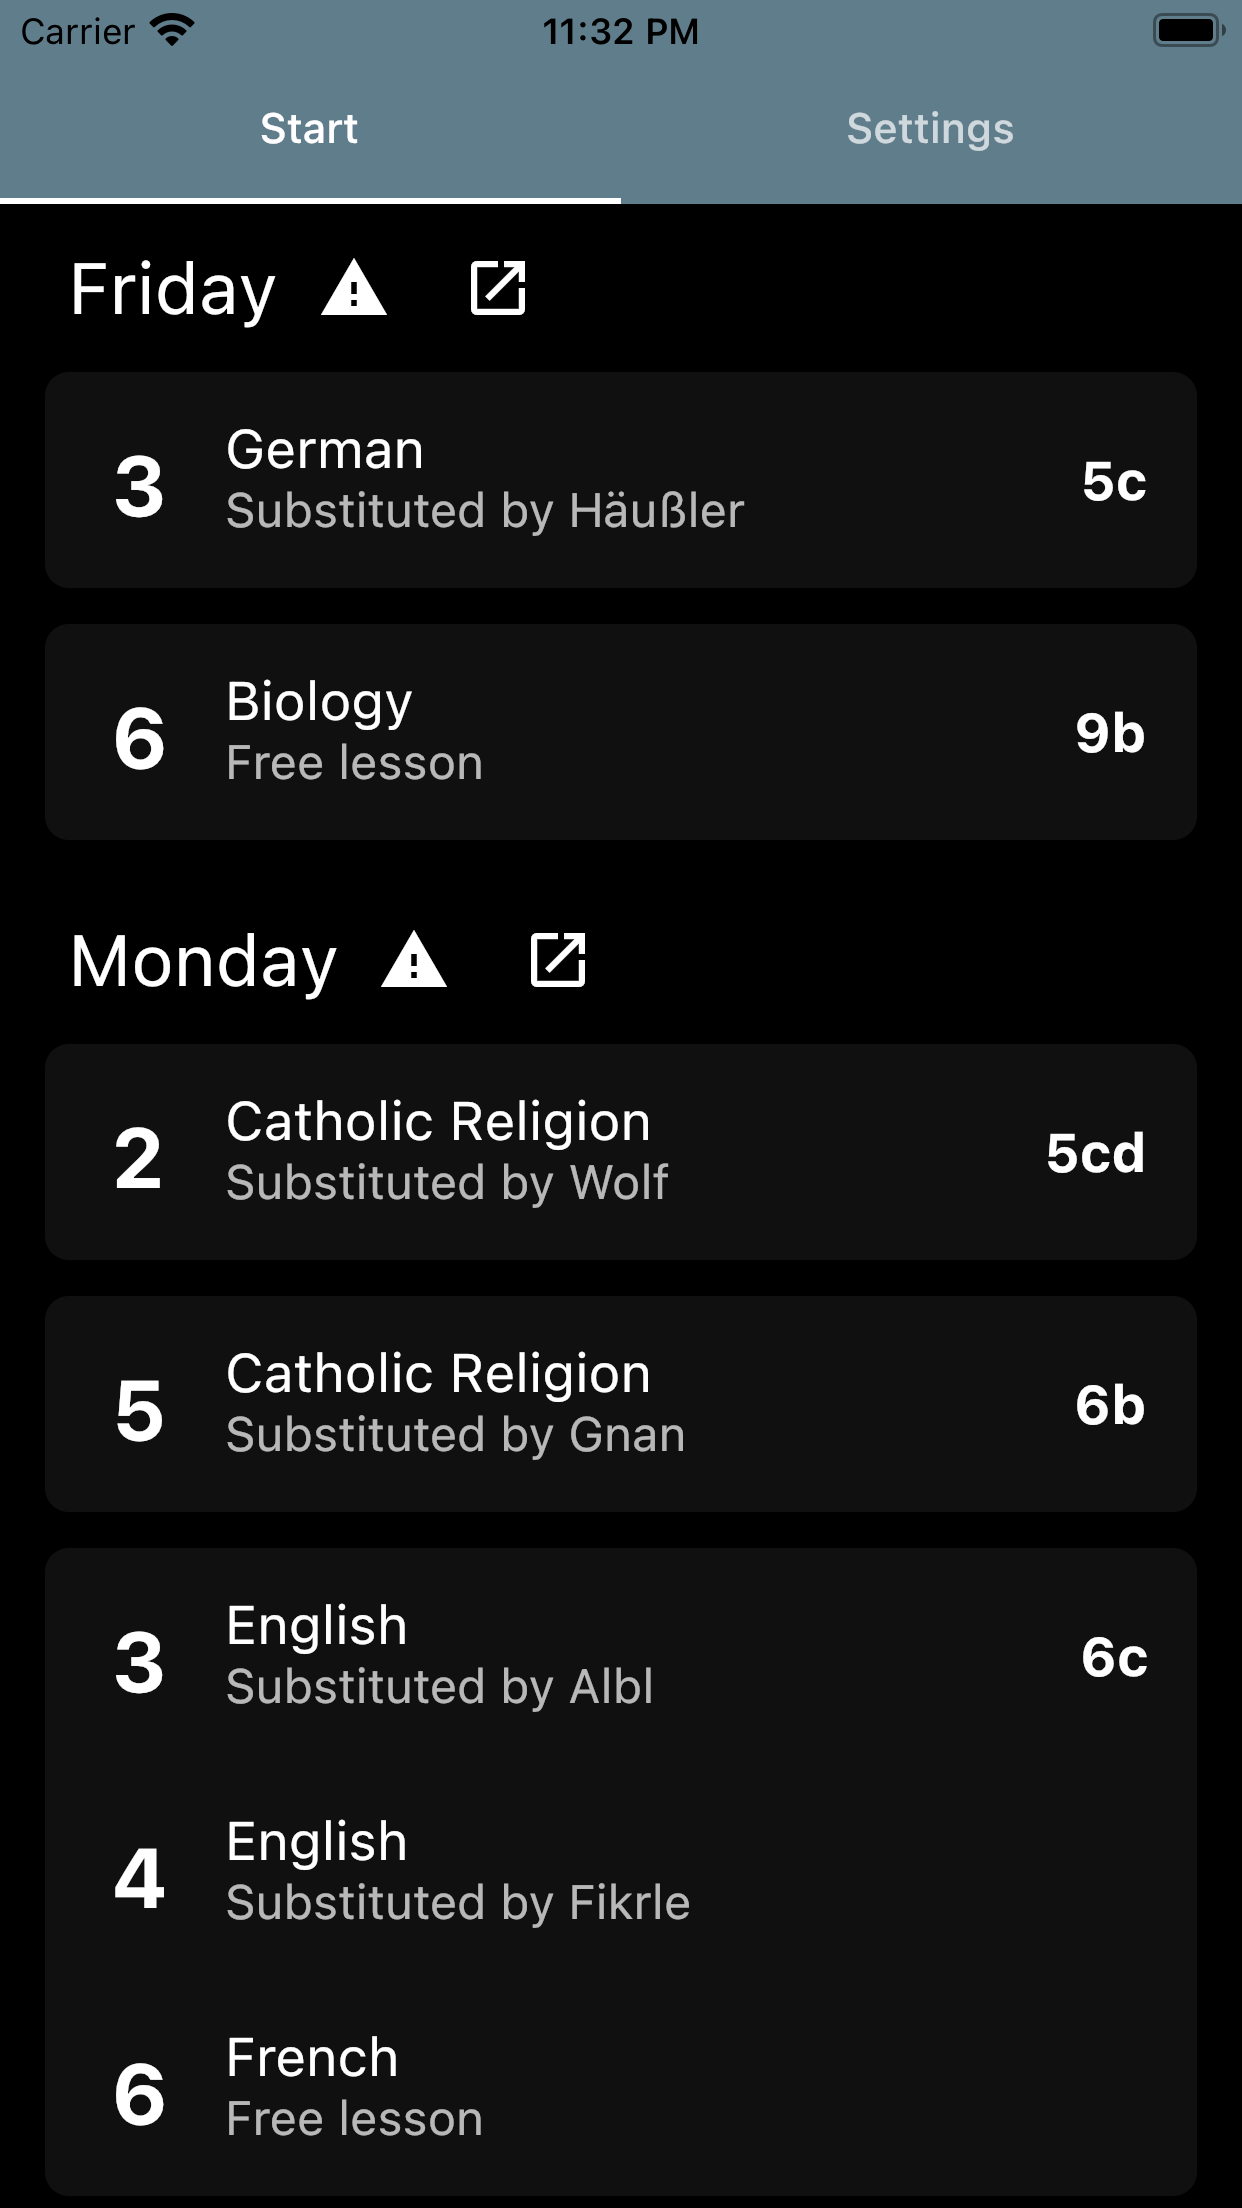 Carrier 11:32 PM
Start Settings
Friday
3 German 5c
Substituted by Häußler
6 Biology 9b
Free lesson
Monday
2 Catholic Religion 5cd
Substituted by Wolf
5 Catholic Religion 6b
Substituted by Gnan
3 English 6c
Substituted by Albl
4 English
Substituted by Fikrle
6 French
Free lesson